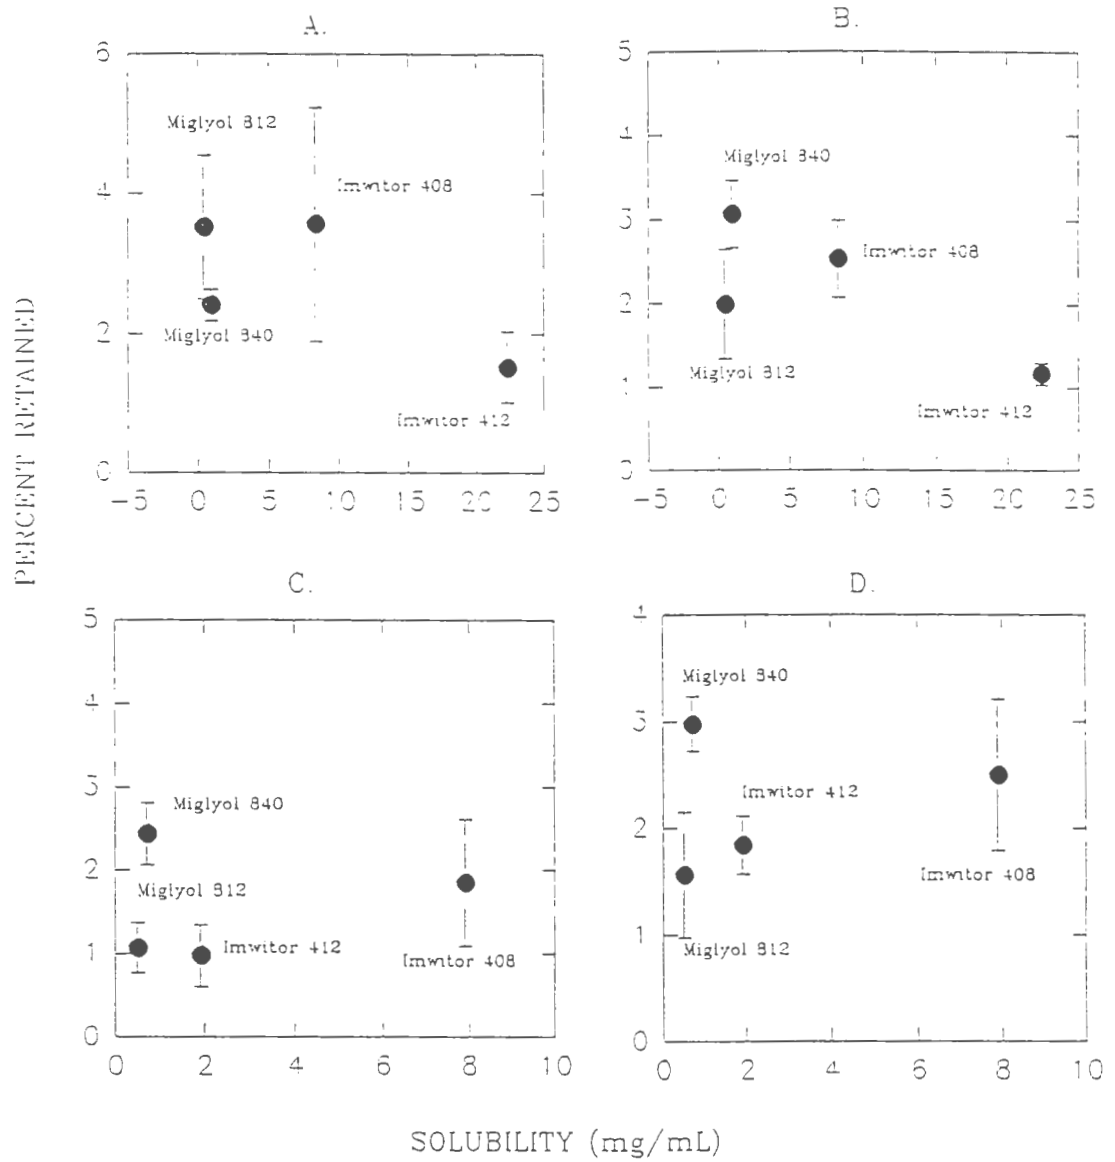 A.
6
4
2
0
-5 0 5 10 15 20 25
Miglyol 812
Imwitor 408
Miglyol 840
Imwitor 412
B.
5
4
3
2
1
0
-5 0 5 10 15 20 25
Miglyol 840
Imwitor 408
Miglyol 812
Imwitor 412
PERCENT RETAINED
C.
5
4
3
2
1
0
0 2 4 6 8 10
Miglyol 840
Miglyol 812
Imwitor 412
Imwitor 408
D.
4
3
2
1
0
0 2 4 6 8 10
Miglyol 840
Imwitor 412
Imwitor 408
Miglyol 812
SOLUBILITY (mg/mL)